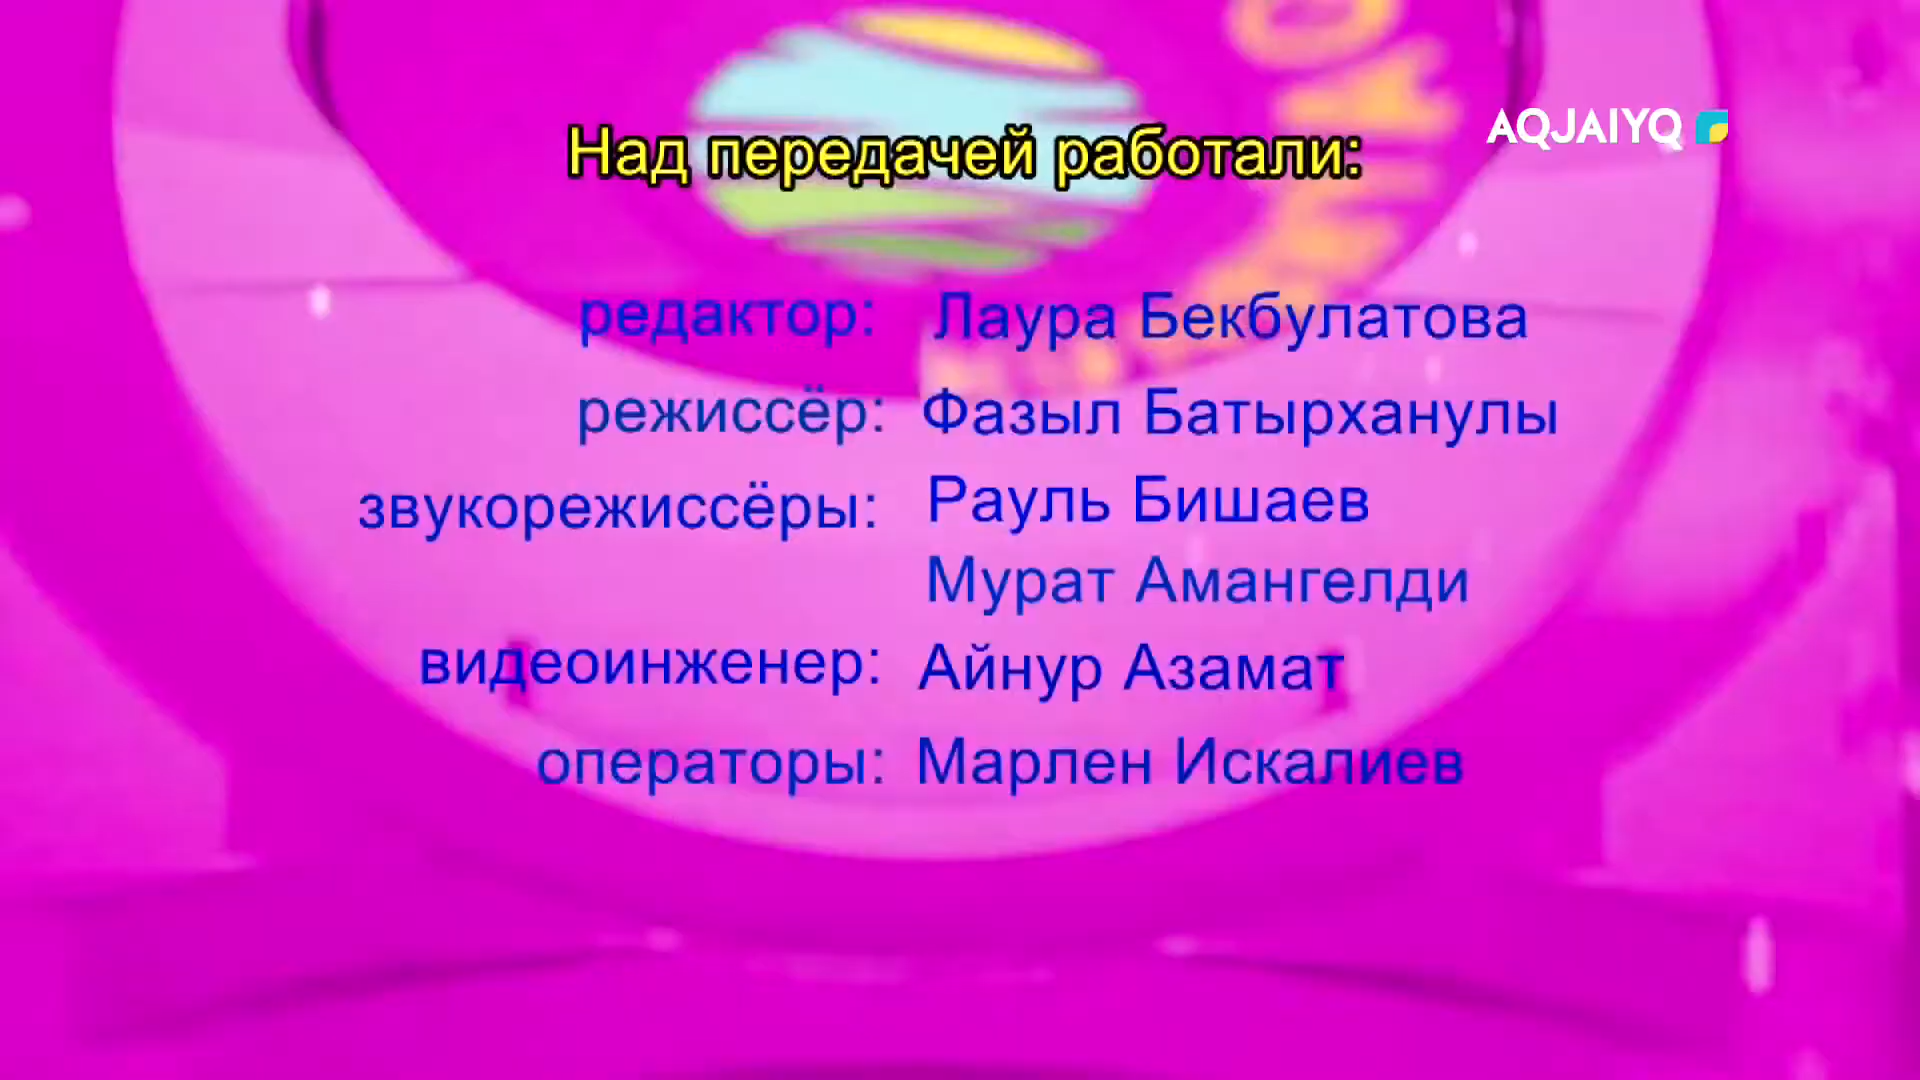 AQJAIYQ
Над передачей работали:
редактор: Лаура Бекбулатова
режиссёр: Фазыл Батырханулы
звукорежиссёры: Рауль Бишаев
Мурат Амангелди
видеоинженер: Айнур Азамат
операторы: Марлен Искалиев